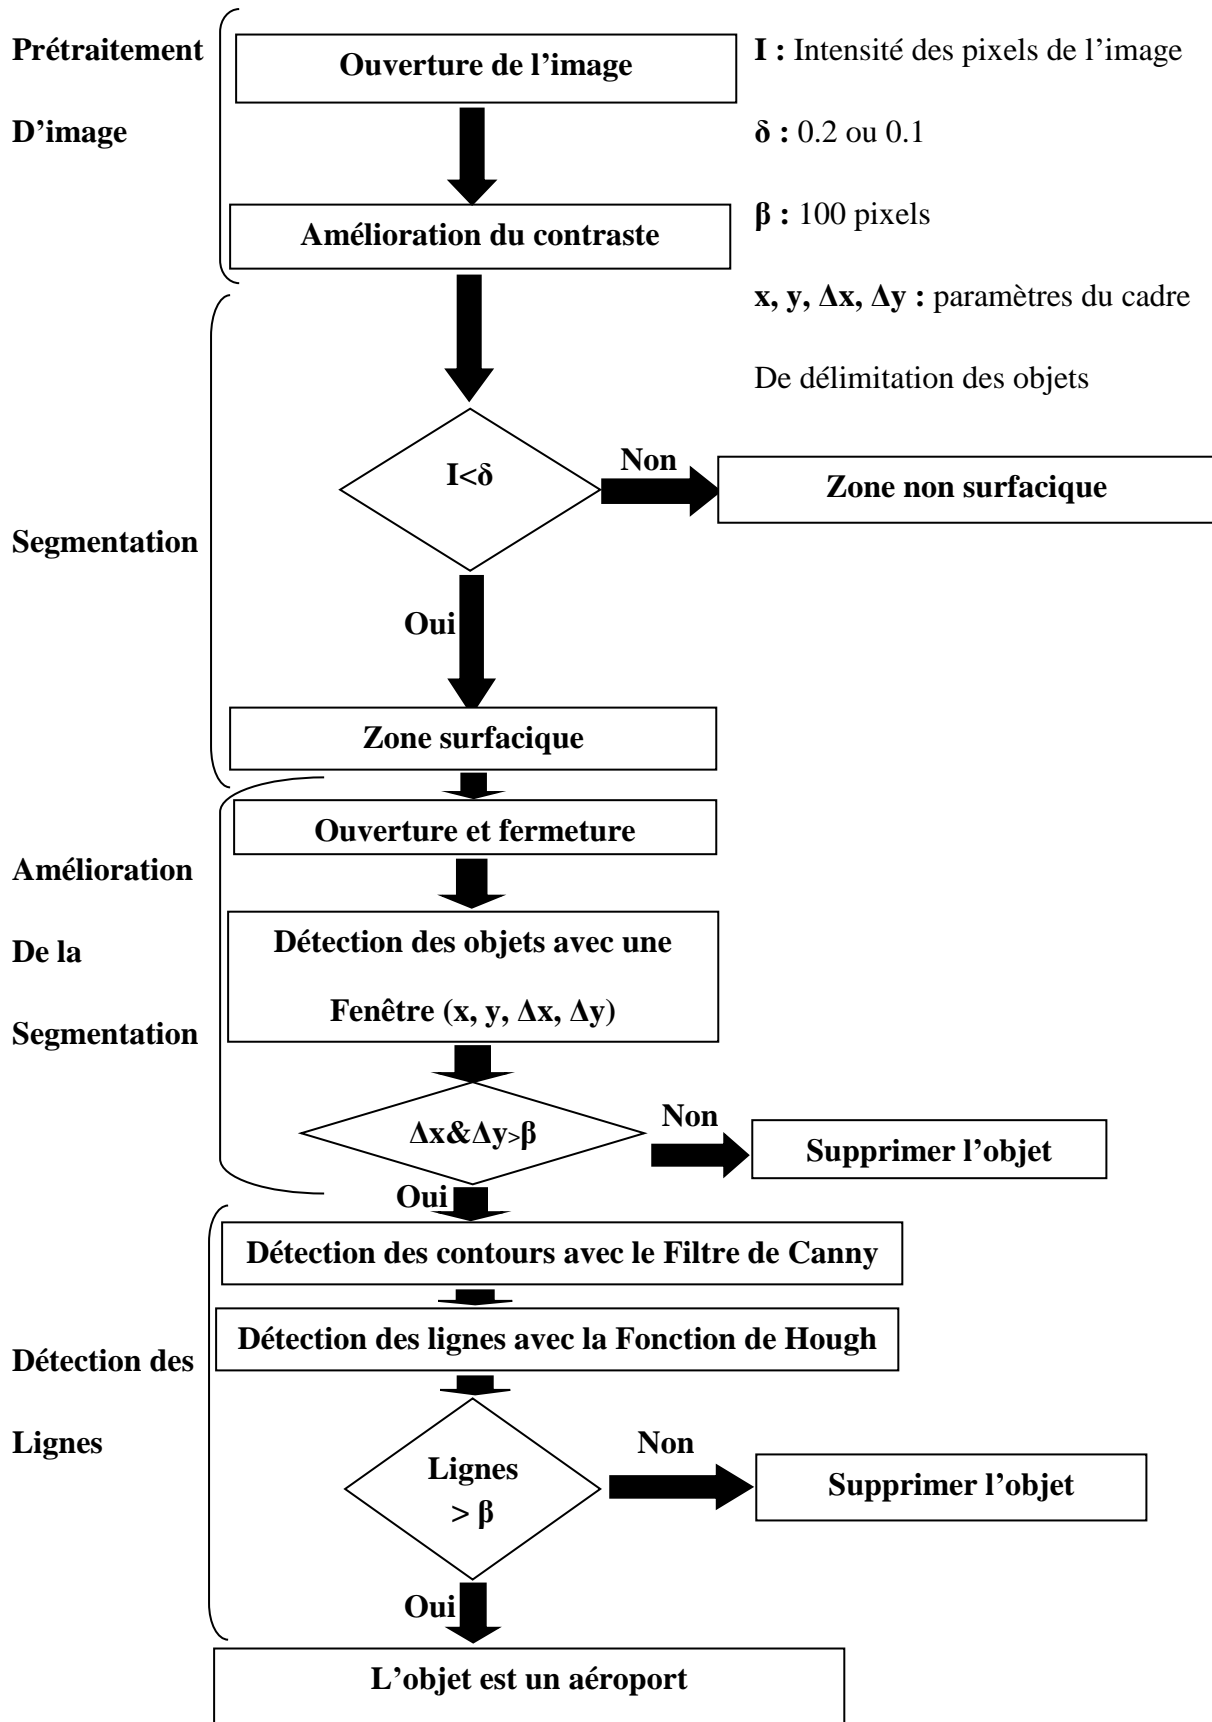 Prétraitement
Ouverture de l’image
I : Intensité des pixels de l’image
D’image
δ : 0.2 ou 0.1
Amélioration du contraste
β : 100 pixels
x, y, Δx, Δy : paramètres du cadre
De délimitation des objets
I<δ
Non
Zone non surfacique
Segmentation
Oui
Zone surfacique
Ouverture et fermeture
Amélioration
De la
Segmentation
Détection des objets avec une
Fenêtre (x, y, Δx, Δy)
Δx&Δy>β
Non
Supprimer l’objet
Oui
Détection des contours avec le Filtre de Canny
Détection des lignes avec la Fonction de Hough
Détection des
Lignes
Lignes
> β
Non
Supprimer l’objet
Oui
L’objet est un aéroport